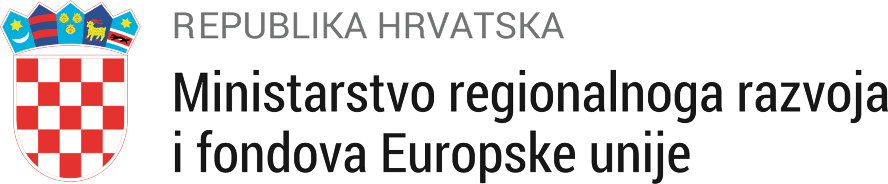 REPUBLIKA HRVATSKA
Ministarstvo regionalnoga razvoja
i fondova Europske unije